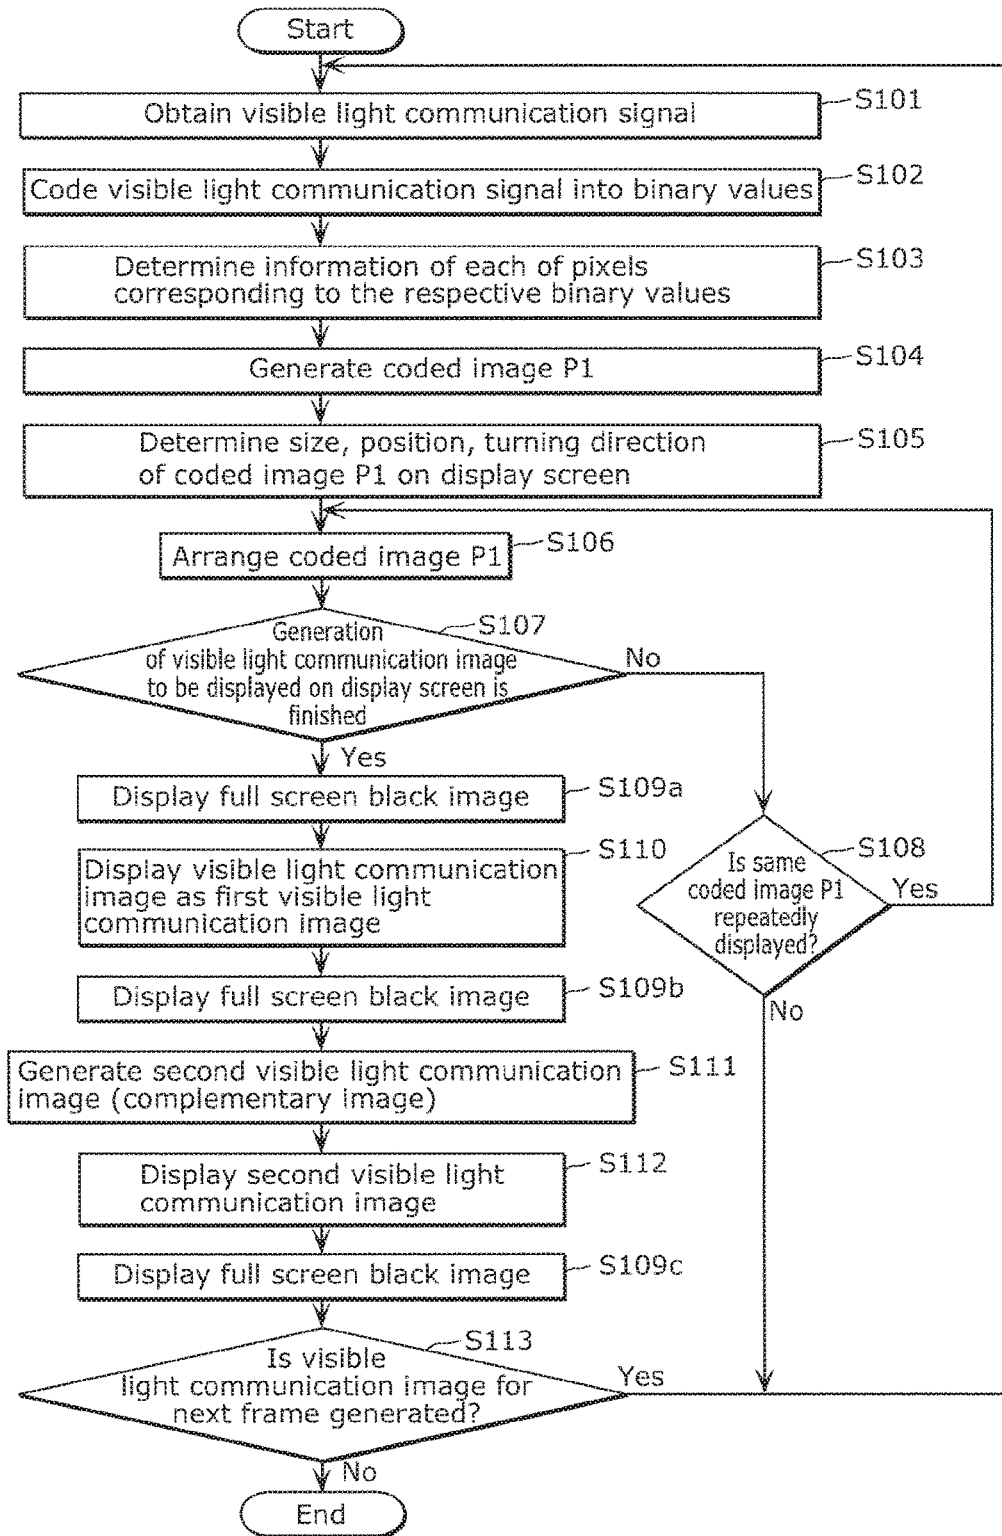 Start
Obtain visible light communication signal
S101
Code visible light communication signal into binary values
S102
Determine information of each of pixels
corresponding to the respective binary values
S103
Generate coded image P1
S104
Determine size, position, turning direction
of coded image P1 on display screen
S105
Arrange coded image P1
S106
Generation
of visible light communication image
to be displayed on display screen is
finished
S107
No
Yes
Display full screen black image
S109a
Is same
coded image P1
repeatedly
displayed?
S108
Yes
No
Display visible light communication
image as first visible light
communication image
S110
Display full screen black image
S109b
Generate second visible light communication
image (complementary image)
S111
Display second visible light
communication image
S112
Display full screen black image
S109c
Is visible
light communication image for
next frame generated?
S113
Yes
No
End